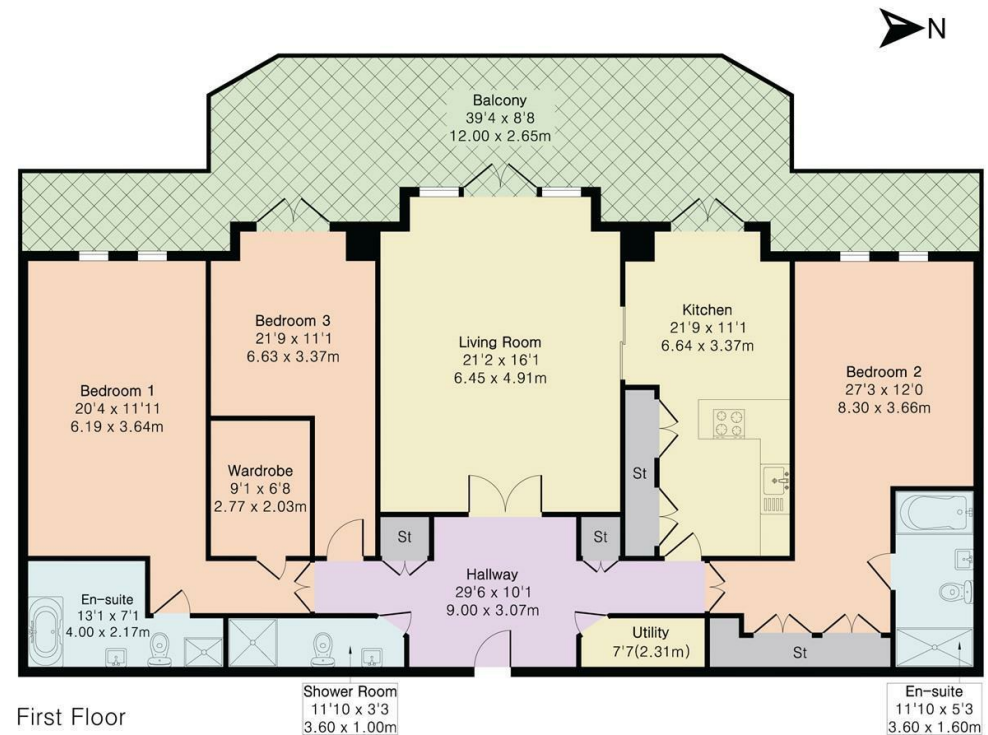 N
Balcony
39'4 x 8'8
12.00 x 2.65m
Bedroom 3
21'9 x 11'1
6.63 x 3.37m
Kitchen
21'9 x 11'1
6.64 x 3.37m
Living Room
21'2 x 16'1
6.45 x 4.91m
Bedroom 1
20'4 x 11'11
6.19 x 3.64m
Bedroom 2
27'3 x 12'0
8.30 x 3.66m
Wardrobe
9'1 x 6'8
2.77 x 2.03m
St
St
St
Hallway
29'6 x 10'1
9.00 x 3.07m
En-suite
13'1 x 7'1
4.00 x 2.17m
Utility
7'7(2.31m)
St
Shower Room
11'10 x 3'3
3.60 x 1.00m
En-suite
11'10 x 5'3
3.60 x 1.60m
First Floor